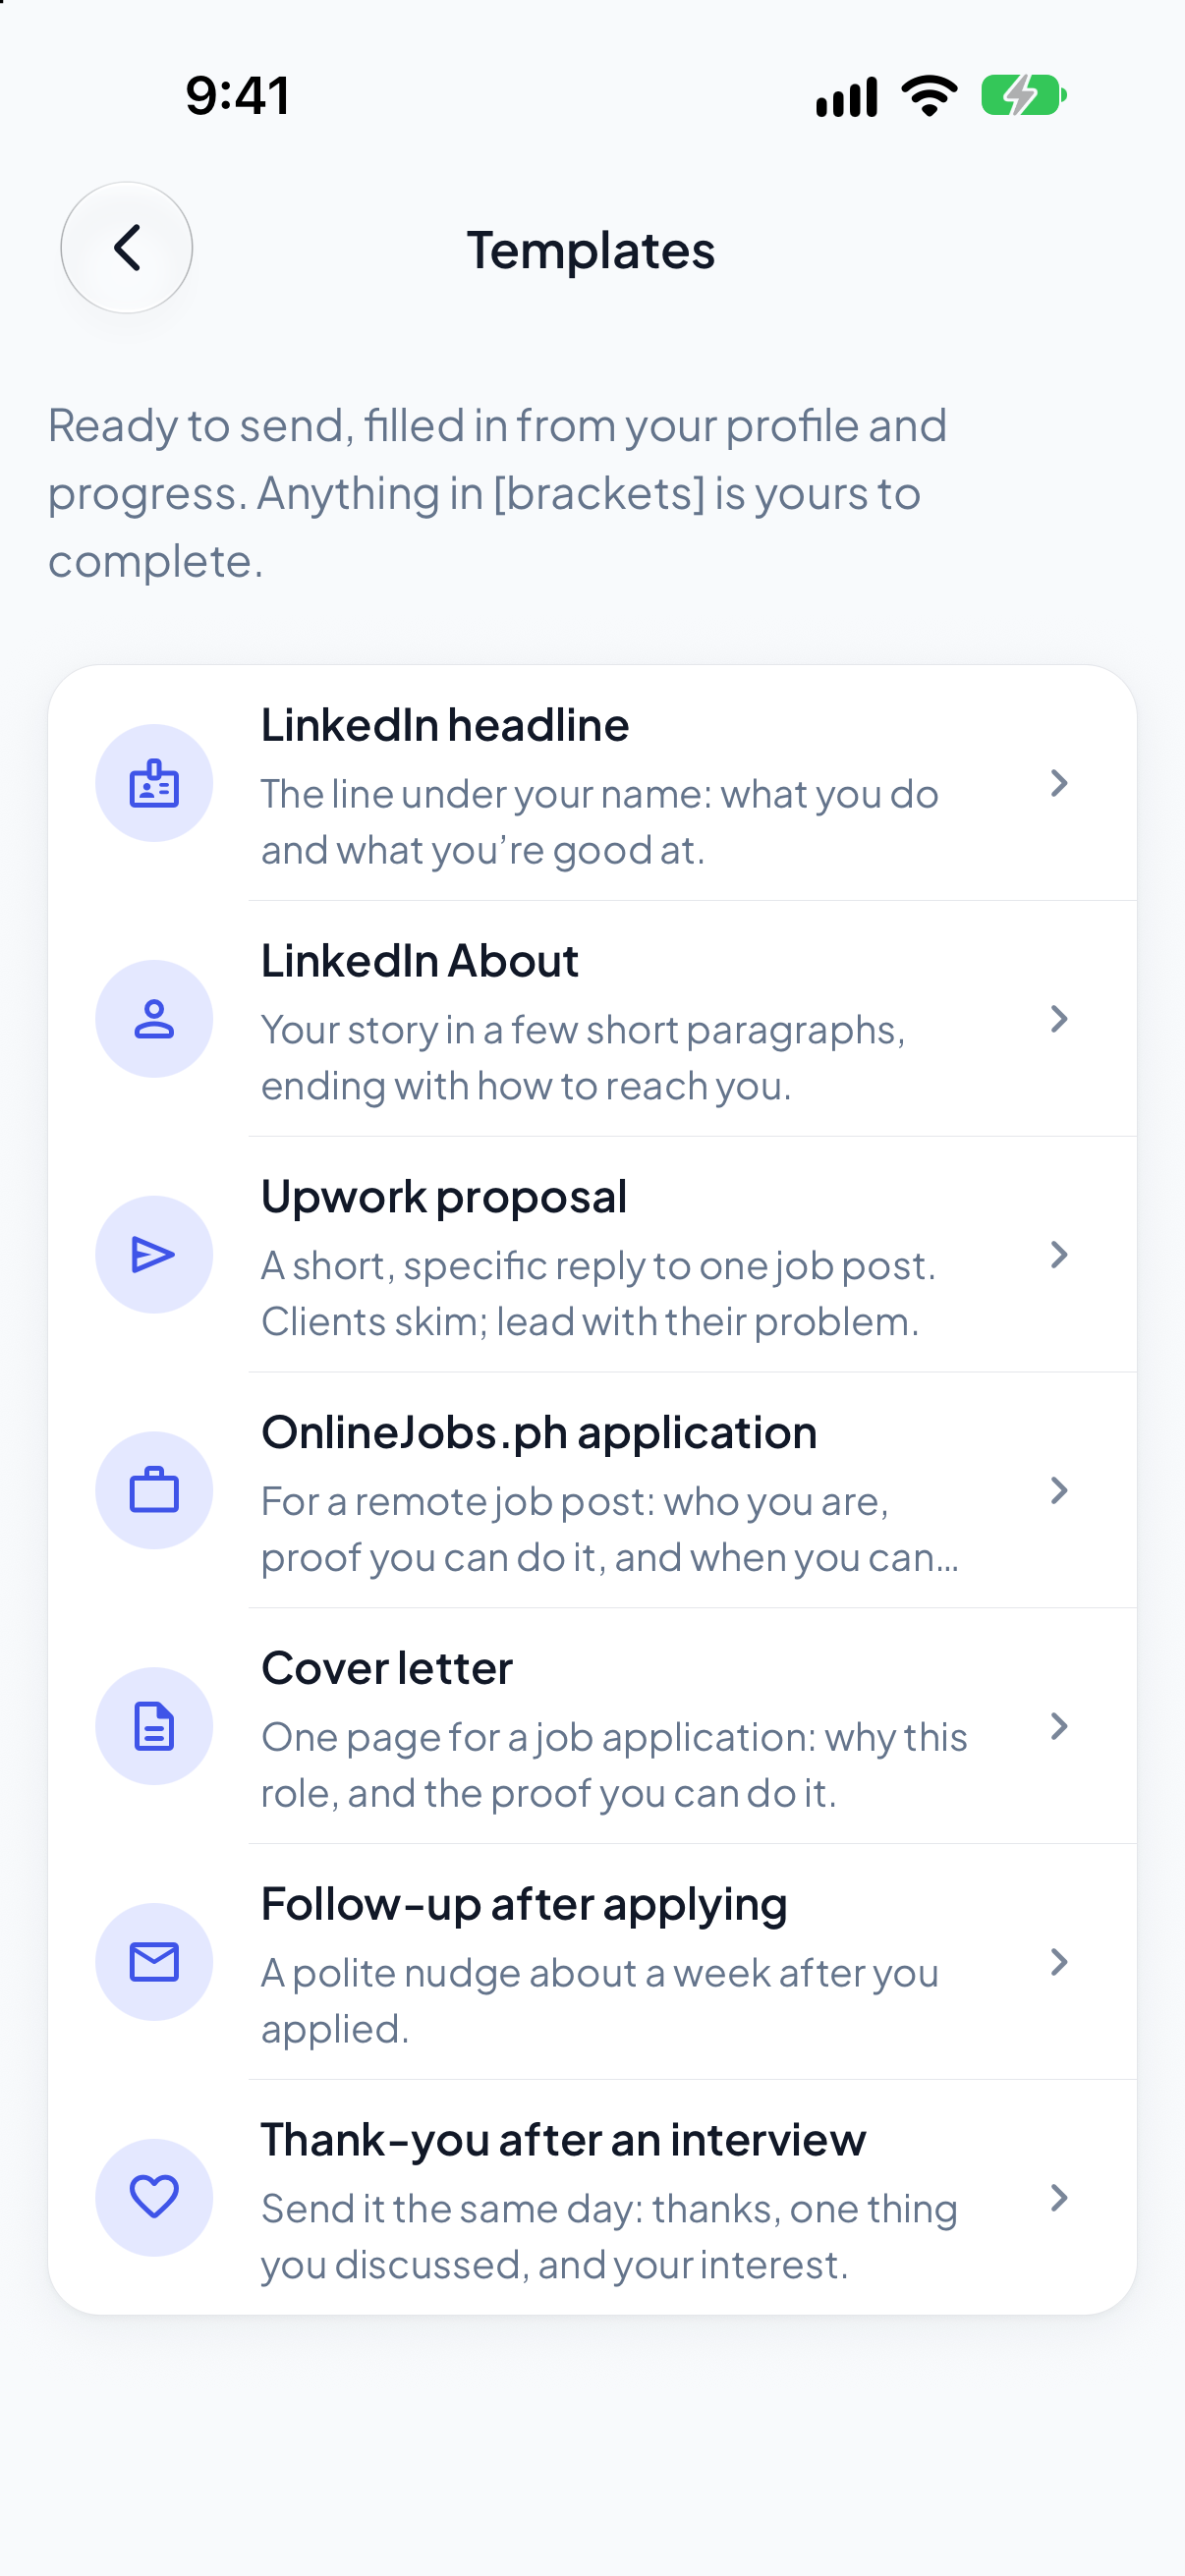 9:41
Templates
Ready to send, filled in from your profile and
progress. Anything in [brackets] is yours to
complete.
LinkedIn headline
The line under your name: what you do
and what you’re good at.
LinkedIn About
Your story in a few short paragraphs,
ending with how to reach you.
Upwork proposal
A short, specific reply to one job post.
Clients skim; lead with their problem.
OnlineJobs.ph application
For a remote job post: who you are,
proof you can do it, and when you can…
Cover letter
One page for a job application: why this
role, and the proof you can do it.
Follow-up after applying
A polite nudge about a week after you
applied.
Thank-you after an interview
Send it the same day: thanks, one thing
you discussed, and your interest.